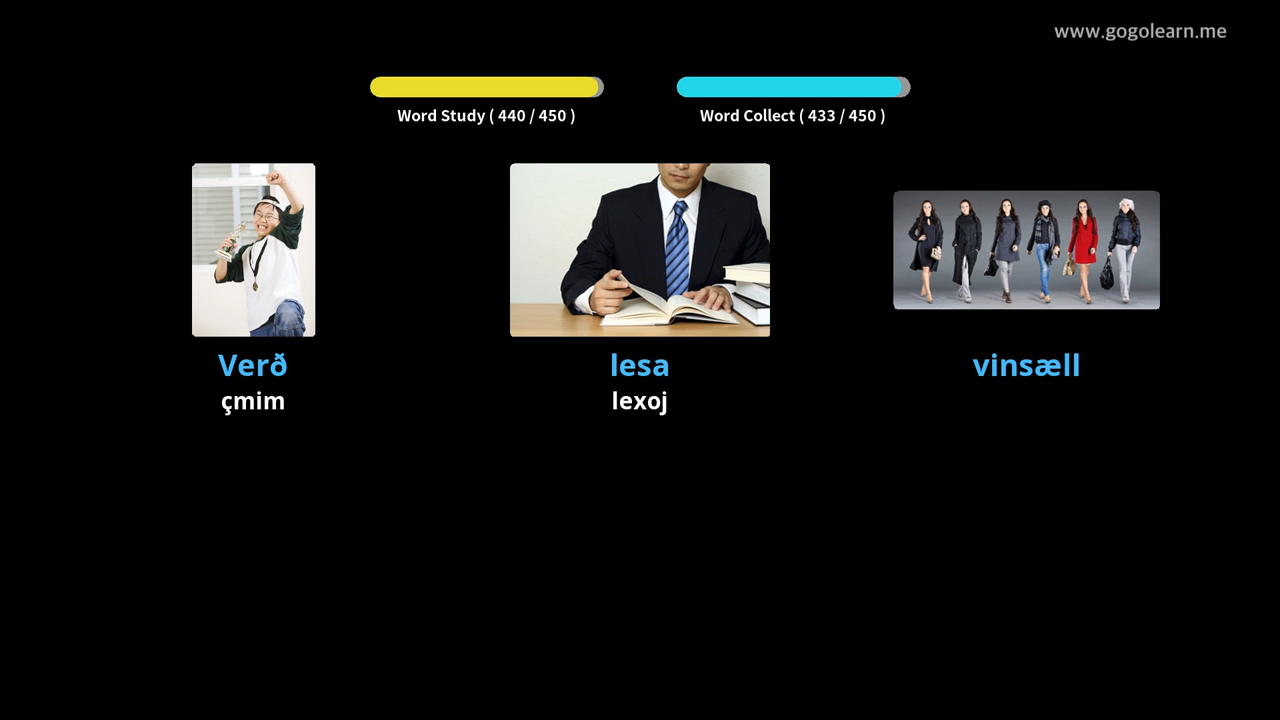 www.gogolearn.me
Word Study ( 440 / 450 )
Word Collect ( 433 / 450 )
Verð
çmim
lesa
lexoj
vinsæll